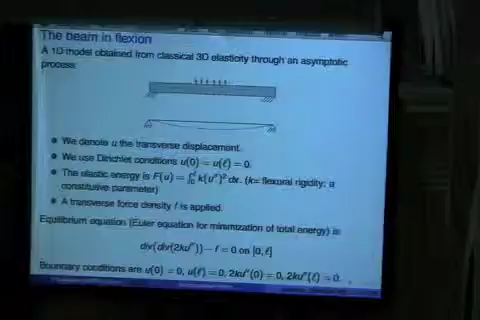 The beam in flexion
A 1D model obtained from classical 3D elasticity through an asymptotic
process.
• We denote u the transverse displacement.
• We use Dirichlet conditions u(0) = u(ℓ) = 0.
• The elastic energy is F(u) = ∫₀^ℓ k(u'')² dx. (k= flexural rigidity: a
constitutive parameter)
• A transverse force density f is applied.
Equilibrium equation (Euler equation for minimization of total energy) is
div(div(2ku'')) − f = 0 on ]0, ℓ[
Boundary conditions are u(0) = 0, u(ℓ) = 0, 2ku''(0) = 0, 2ku''(ℓ) = 0.